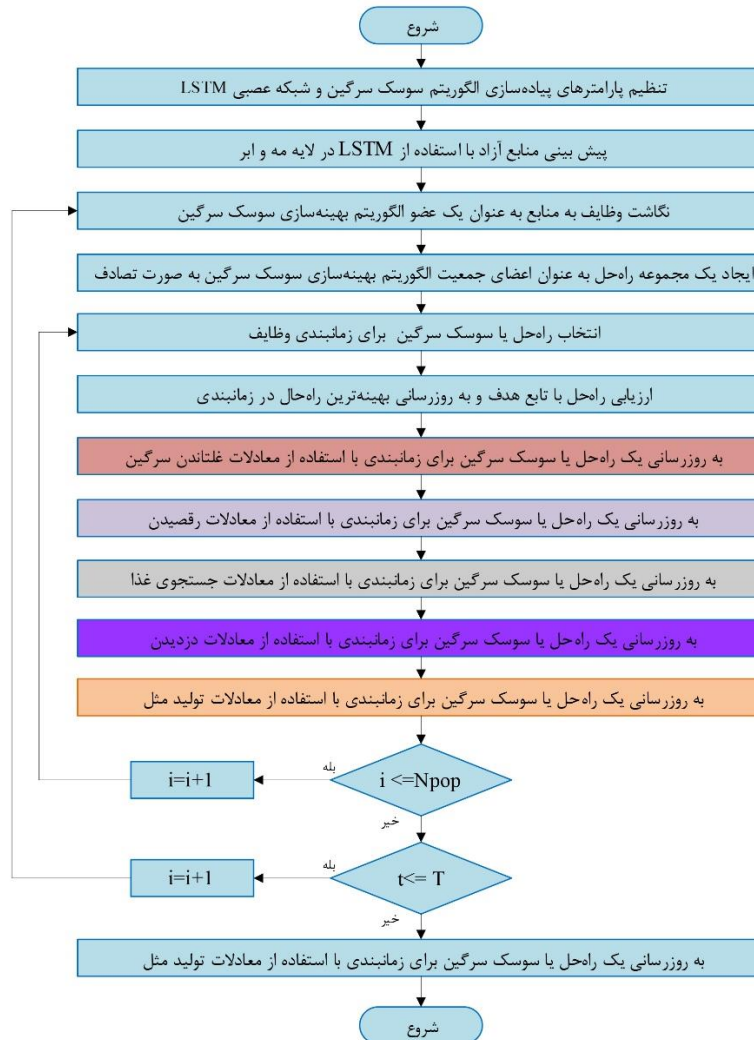 شروع
تنظیم پارامترهای پیاده‌سازی الگوریتم سوسک سرگین و شبکه عصبی LSTM
پیش بینی منابع آزاد با استفاده از LSTM در لایه مه و ابر
نگاشت وظایف به منابع به عنوان یک عضو الگوریتم بهینه‌سازی سوسک سرگین
ایجاد یک مجموعه راه‌حل به عنوان اعضای جمعیت الگوریتم بهینه‌سازی سوسک سرگین به صورت تصادف
انتخاب راه‌حل یا سوسک سرگین برای زمانبندی وظایف
ارزیابی راه‌حل با تابع هدف و به روزرسانی بهینه‌ترین راه‌حال در زمانبندی
به روزرسانی یک راه‌حل یا سوسک سرگین برای زمانبندی با استفاده از معادلات غلتاندن سرگین
به روزرسانی یک راه‌حل یا سوسک سرگین برای زمانبندی با استفاده از معادلات رقصیدن
به روزرسانی یک راه‌حل یا سوسک سرگین برای زمانبندی با استفاده از معادلات جستجوی غذا
به روزرسانی یک راه‌حل یا سوسک سرگین برای زمانبندی با استفاده از معادلات دزدیدن
به روزرسانی یک راه‌حل یا سوسک سرگین برای زمانبندی با استفاده از معادلات تولید مثل
i <=Npop
بله
i=i+1
خیر
t<= T
بله
i=i+1
خیر
به روزرسانی یک راه‌حل یا سوسک سرگین برای زمانبندی با استفاده از معادلات تولید مثل
شروع